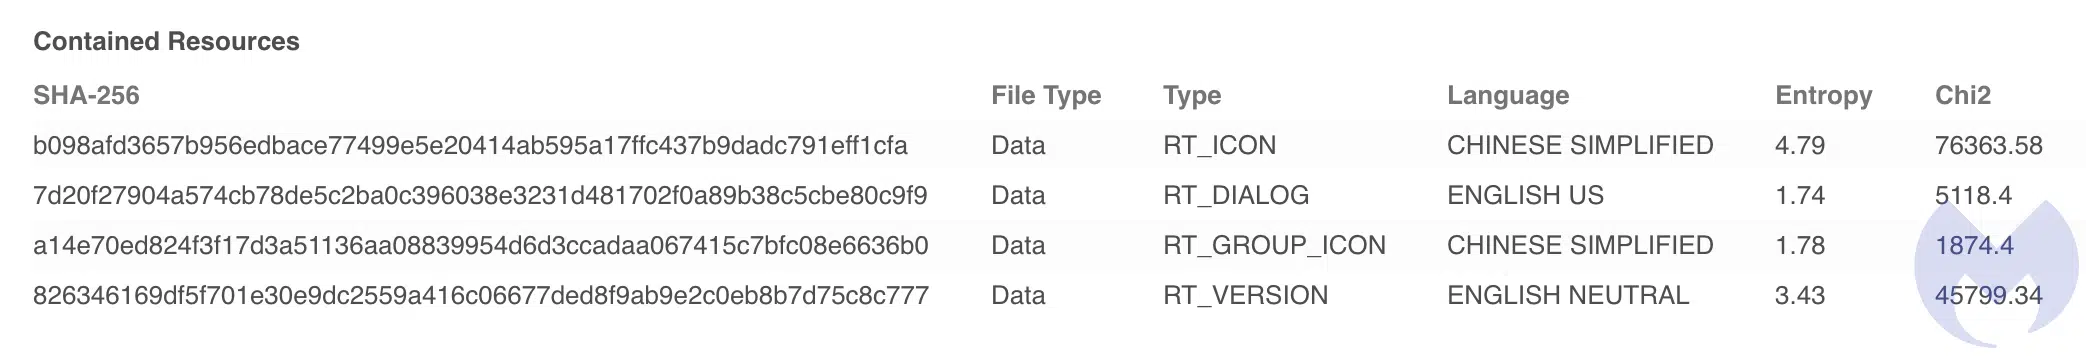 Contained Resources
SHA-256 File Type Type Language Entropy Chi2
b098afd3657b956edbace77499e5e20414ab595a17ffc437b9dadc791eff1cfa Data RT_ICON CHINESE SIMPLIFIED 4.79 76363.58
7d20f27904a574cb78de5c2ba0c396038e3231d481702f0a89b38c5cbe80c9f9 Data RT_DIALOG ENGLISH US 1.74 5118.4
a14e70ed824f3f17d3a51136aa08839954d6d3ccadaa067415c7bfc08e6636b0 Data RT_GROUP_ICON CHINESE SIMPLIFIED 1.78 1874.4
826346169df5f701e30e9dc2559a416c06677ded8f9ab9e2c0eb8b7d75c8c777 Data RT_VERSION ENGLISH NEUTRAL 3.43 45799.34